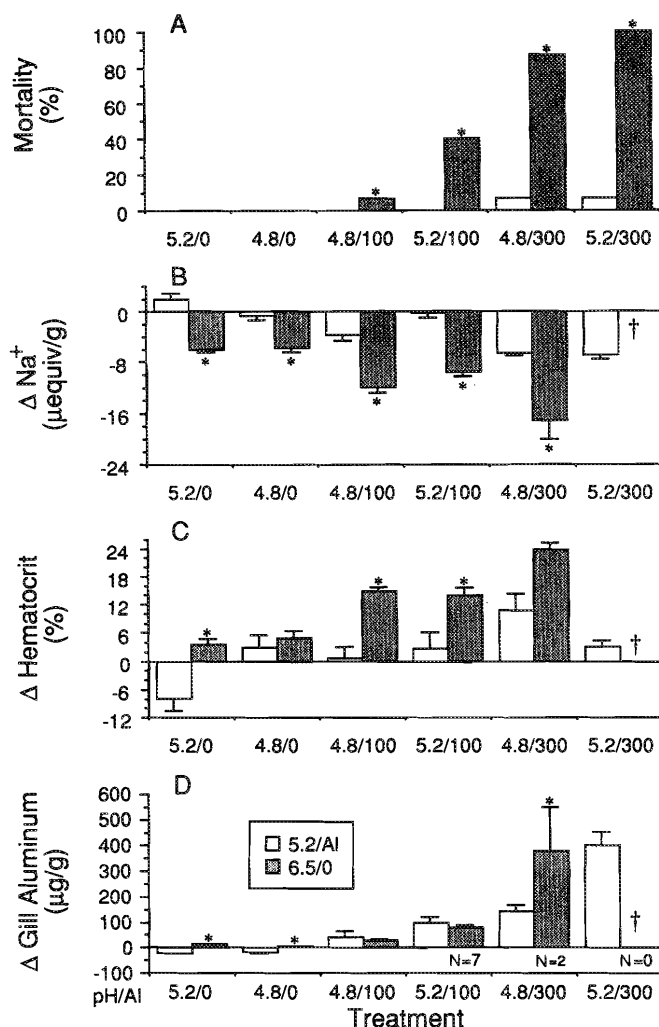 A
Mortality
(%)
100
80
60
40
20
0
* * * *
5.2/0 4.8/0 4.8/100 5.2/100 4.8/300 5.2/300
B
Δ Na+
(µequiv/g)
0
-8
-16
-24
* * * * * †
5.2/0 4.8/0 4.8/100 5.2/100 4.8/300 5.2/300
C
Δ Hematocrit
(%)
24
18
12
6
0
-6
-12
* * * †
5.2/0 4.8/0 4.8/100 5.2/100 4.8/300 5.2/300
D
Δ Gill Aluminum
(µg/g)
600
500
400
300
200
100
0
-100
5.2/Al
6.5/0
* * * †
N=7 N=2 N=0
pH/Al 5.2/0 4.8/0 4.8/100 5.2/100 4.8/300 5.2/300
Treatment